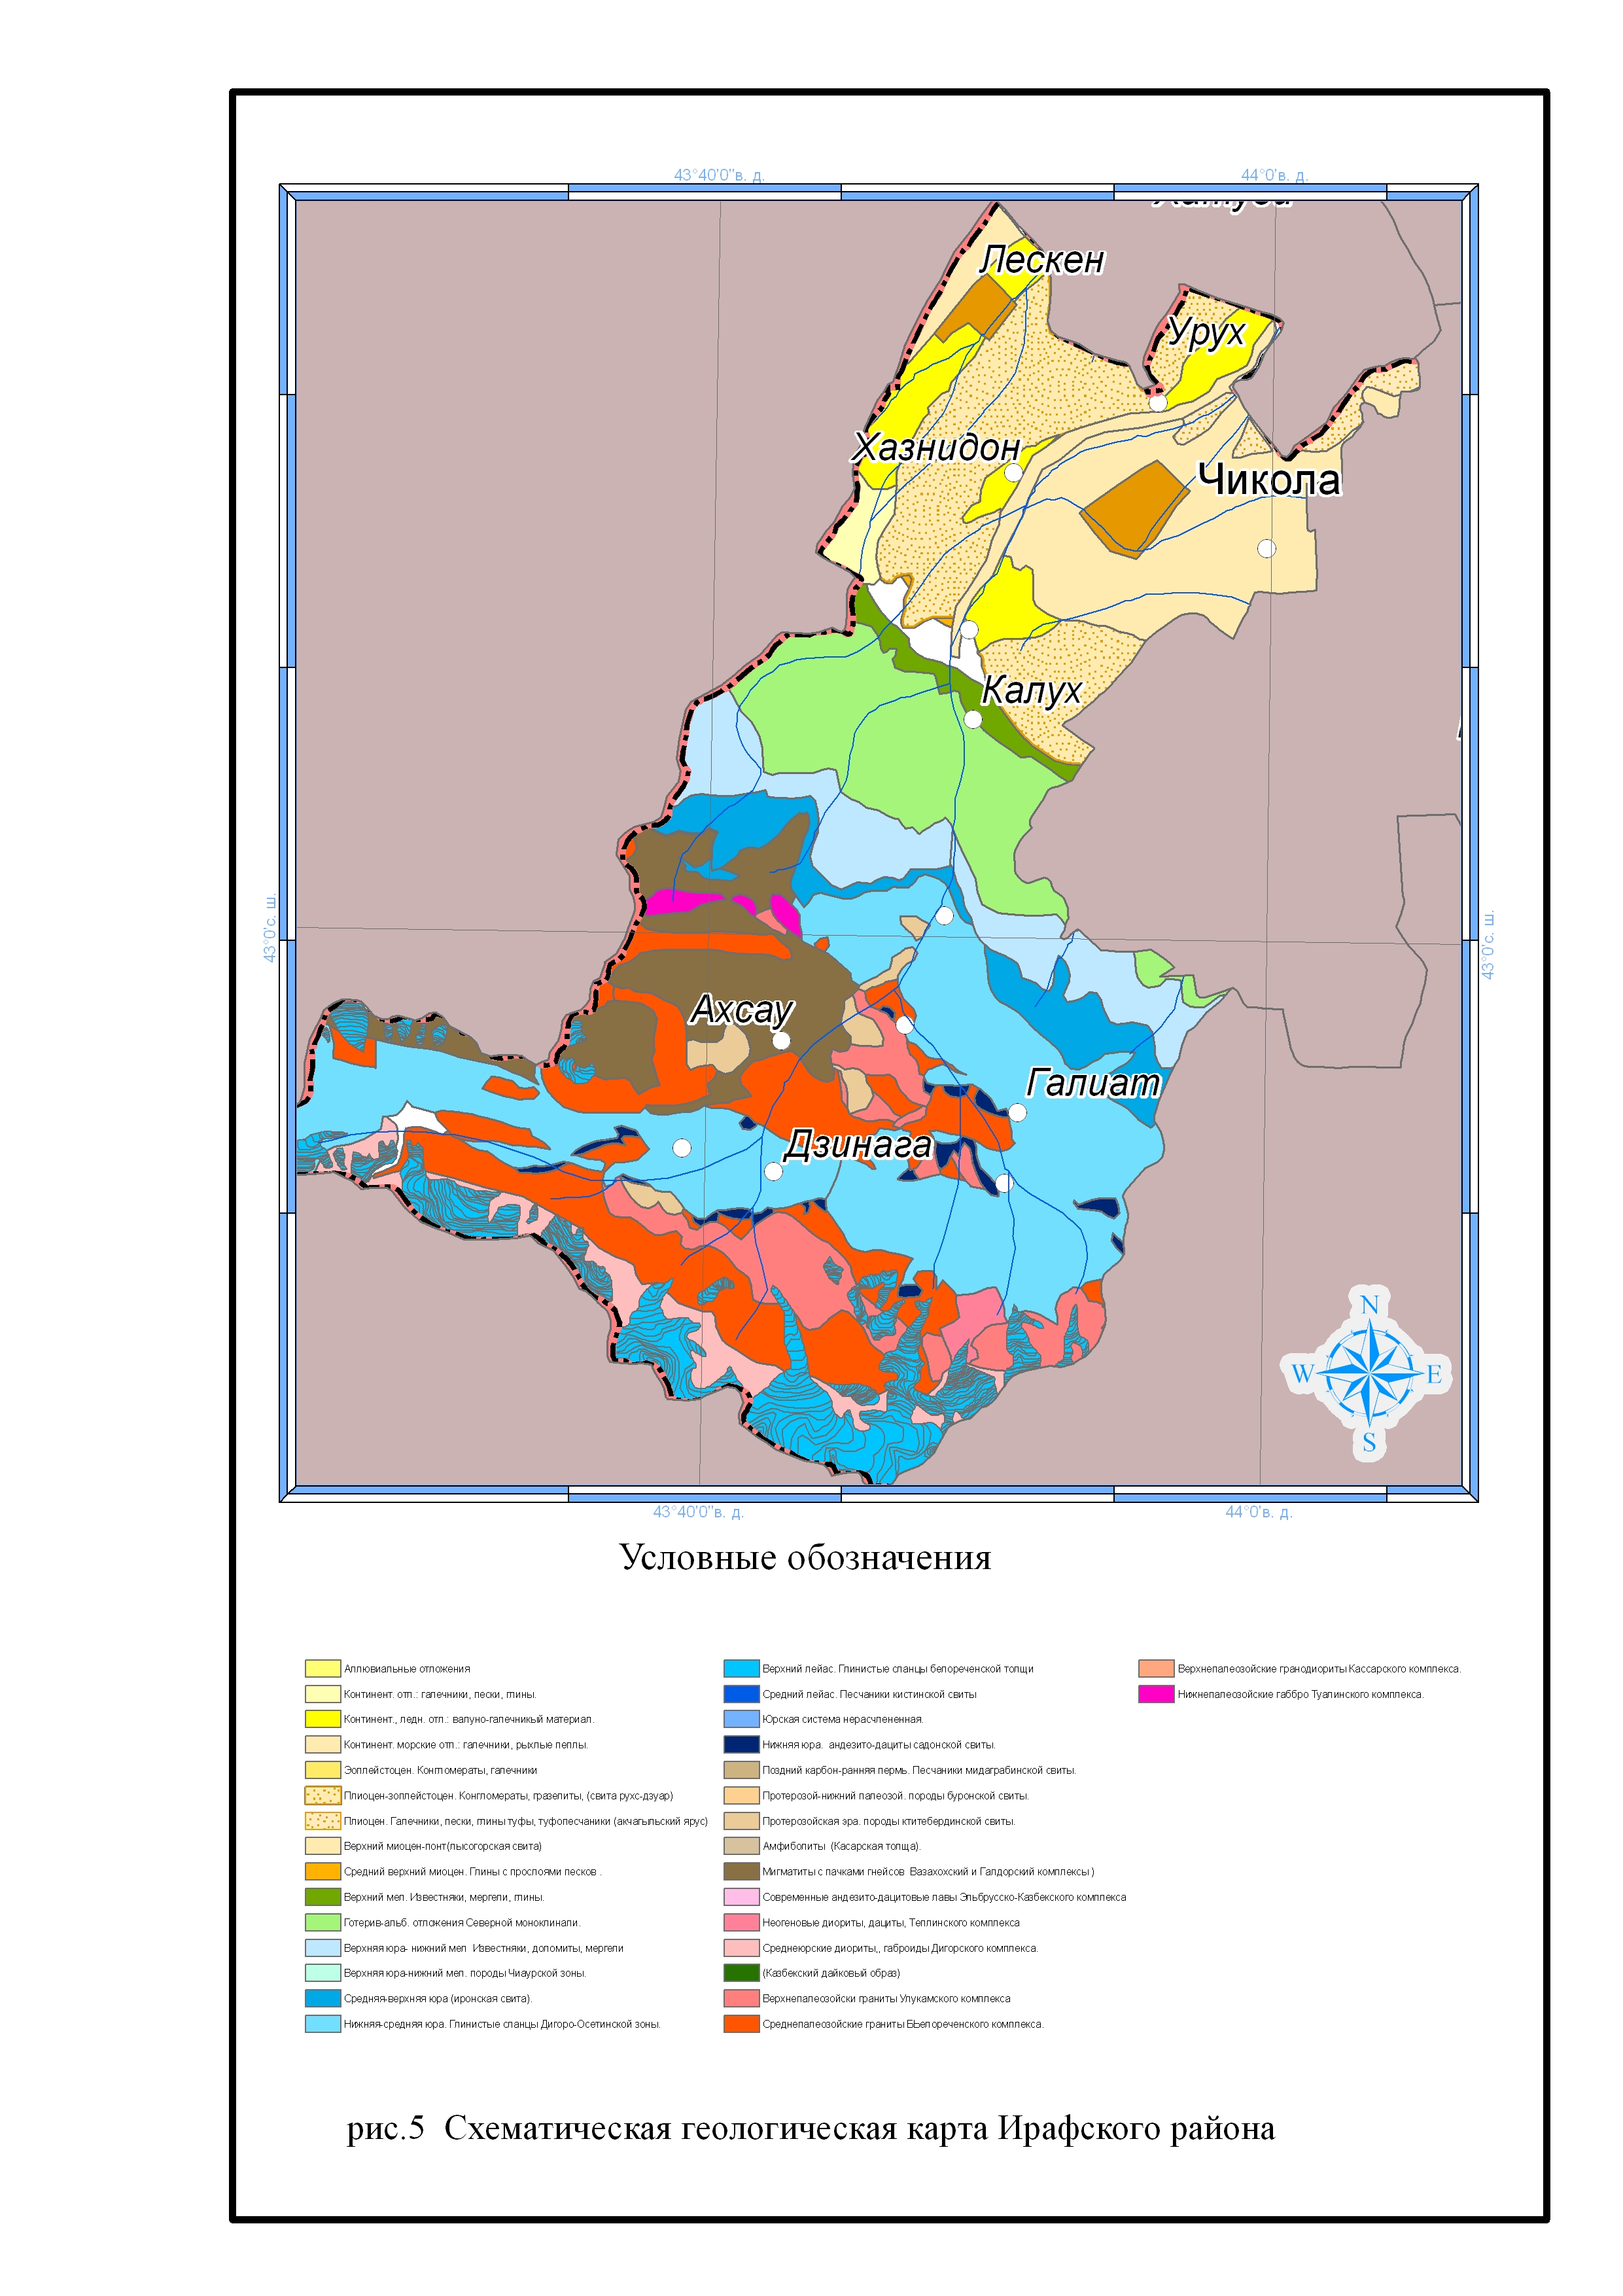 43°40'0"в. д.
44°0'в. д.
Лескен
Урух
Хазнидон
Чикола
Калух
43°0'с. ш.
43°0'с. ш.
Ахсау
Галиат
Дзинага
N
W
E
S
43°40'0"в. д.
44°0'в. д.
Условные обозначения
Аллювиальные отложения
Континент. отл.: галечники, пески, глины.
Континент., ледн. отл.: валуно-галечникый материал.
Континент. морские отл.: галечники, рыхлые пеплы.
Эоплейстоцен. Конгломераты, галечники
Плиоцен-зоплейстоцен. Конгломераты, гразелиты, (свита рухс-дзуар)
Плиоцен. Галечники, пески, глины туфы, туфопесчаники (акчагыльский ярус)
Верхний миоцен-понт(лысогорская свита)
Средний верхний миоцен. Глины с прослоями песков .
Верхний мел. Известняки, мергели, глины.
Готерив-альб. отложения Северной моноклинали.
Верхняя юра- нижний мел Известняки, доломиты, мергели
Верхняя юра-нижний мел. породы Чиаурской зоны.
Средняя-верхняя юра (иронская свита).
Нижняя-средняя юра. Глинистые сланцы Дигоро-Осетинской зоны.
Верхний лейас. Глинистые сланцы белореченской толщи
Средний лейас. Песчаники кистинской свиты
Юрская система нерасчлененная.
Нижняя юра. андезито-дациты садонской свиты.
Поздний карбон-ранняя пермь. Песчаники мидаграбинской свиты.
Протерозой-нижний палеозой. породы буронской свиты.
Протерозойская эра. породы ктитебердинской свиты.
Амфиболиты (Касарская толща).
Мигматиты с пачками гнейсов Вазахохский и Галдорский комплексы )
Современные андезито-дацитовые лавы Эльбрусско-Казбекского комплекса
Неогеновые диориты, дациты, Теплинского комплекса
Среднеюрские диориты,, габроиды Дигорского комплекса.
(Казбекский дайковый образ)
Верхнепалеозойски граниты Улукамского комплекса
Среднепалеозойские граниты БЬелореченского комплекса.
Верхнепалеозойские гранодиориты Кассарского комплекса.
Нижнепалеозойские габбро Туалинского комплекса.
рис.5 Схематическая геологическая карта Ирафского района